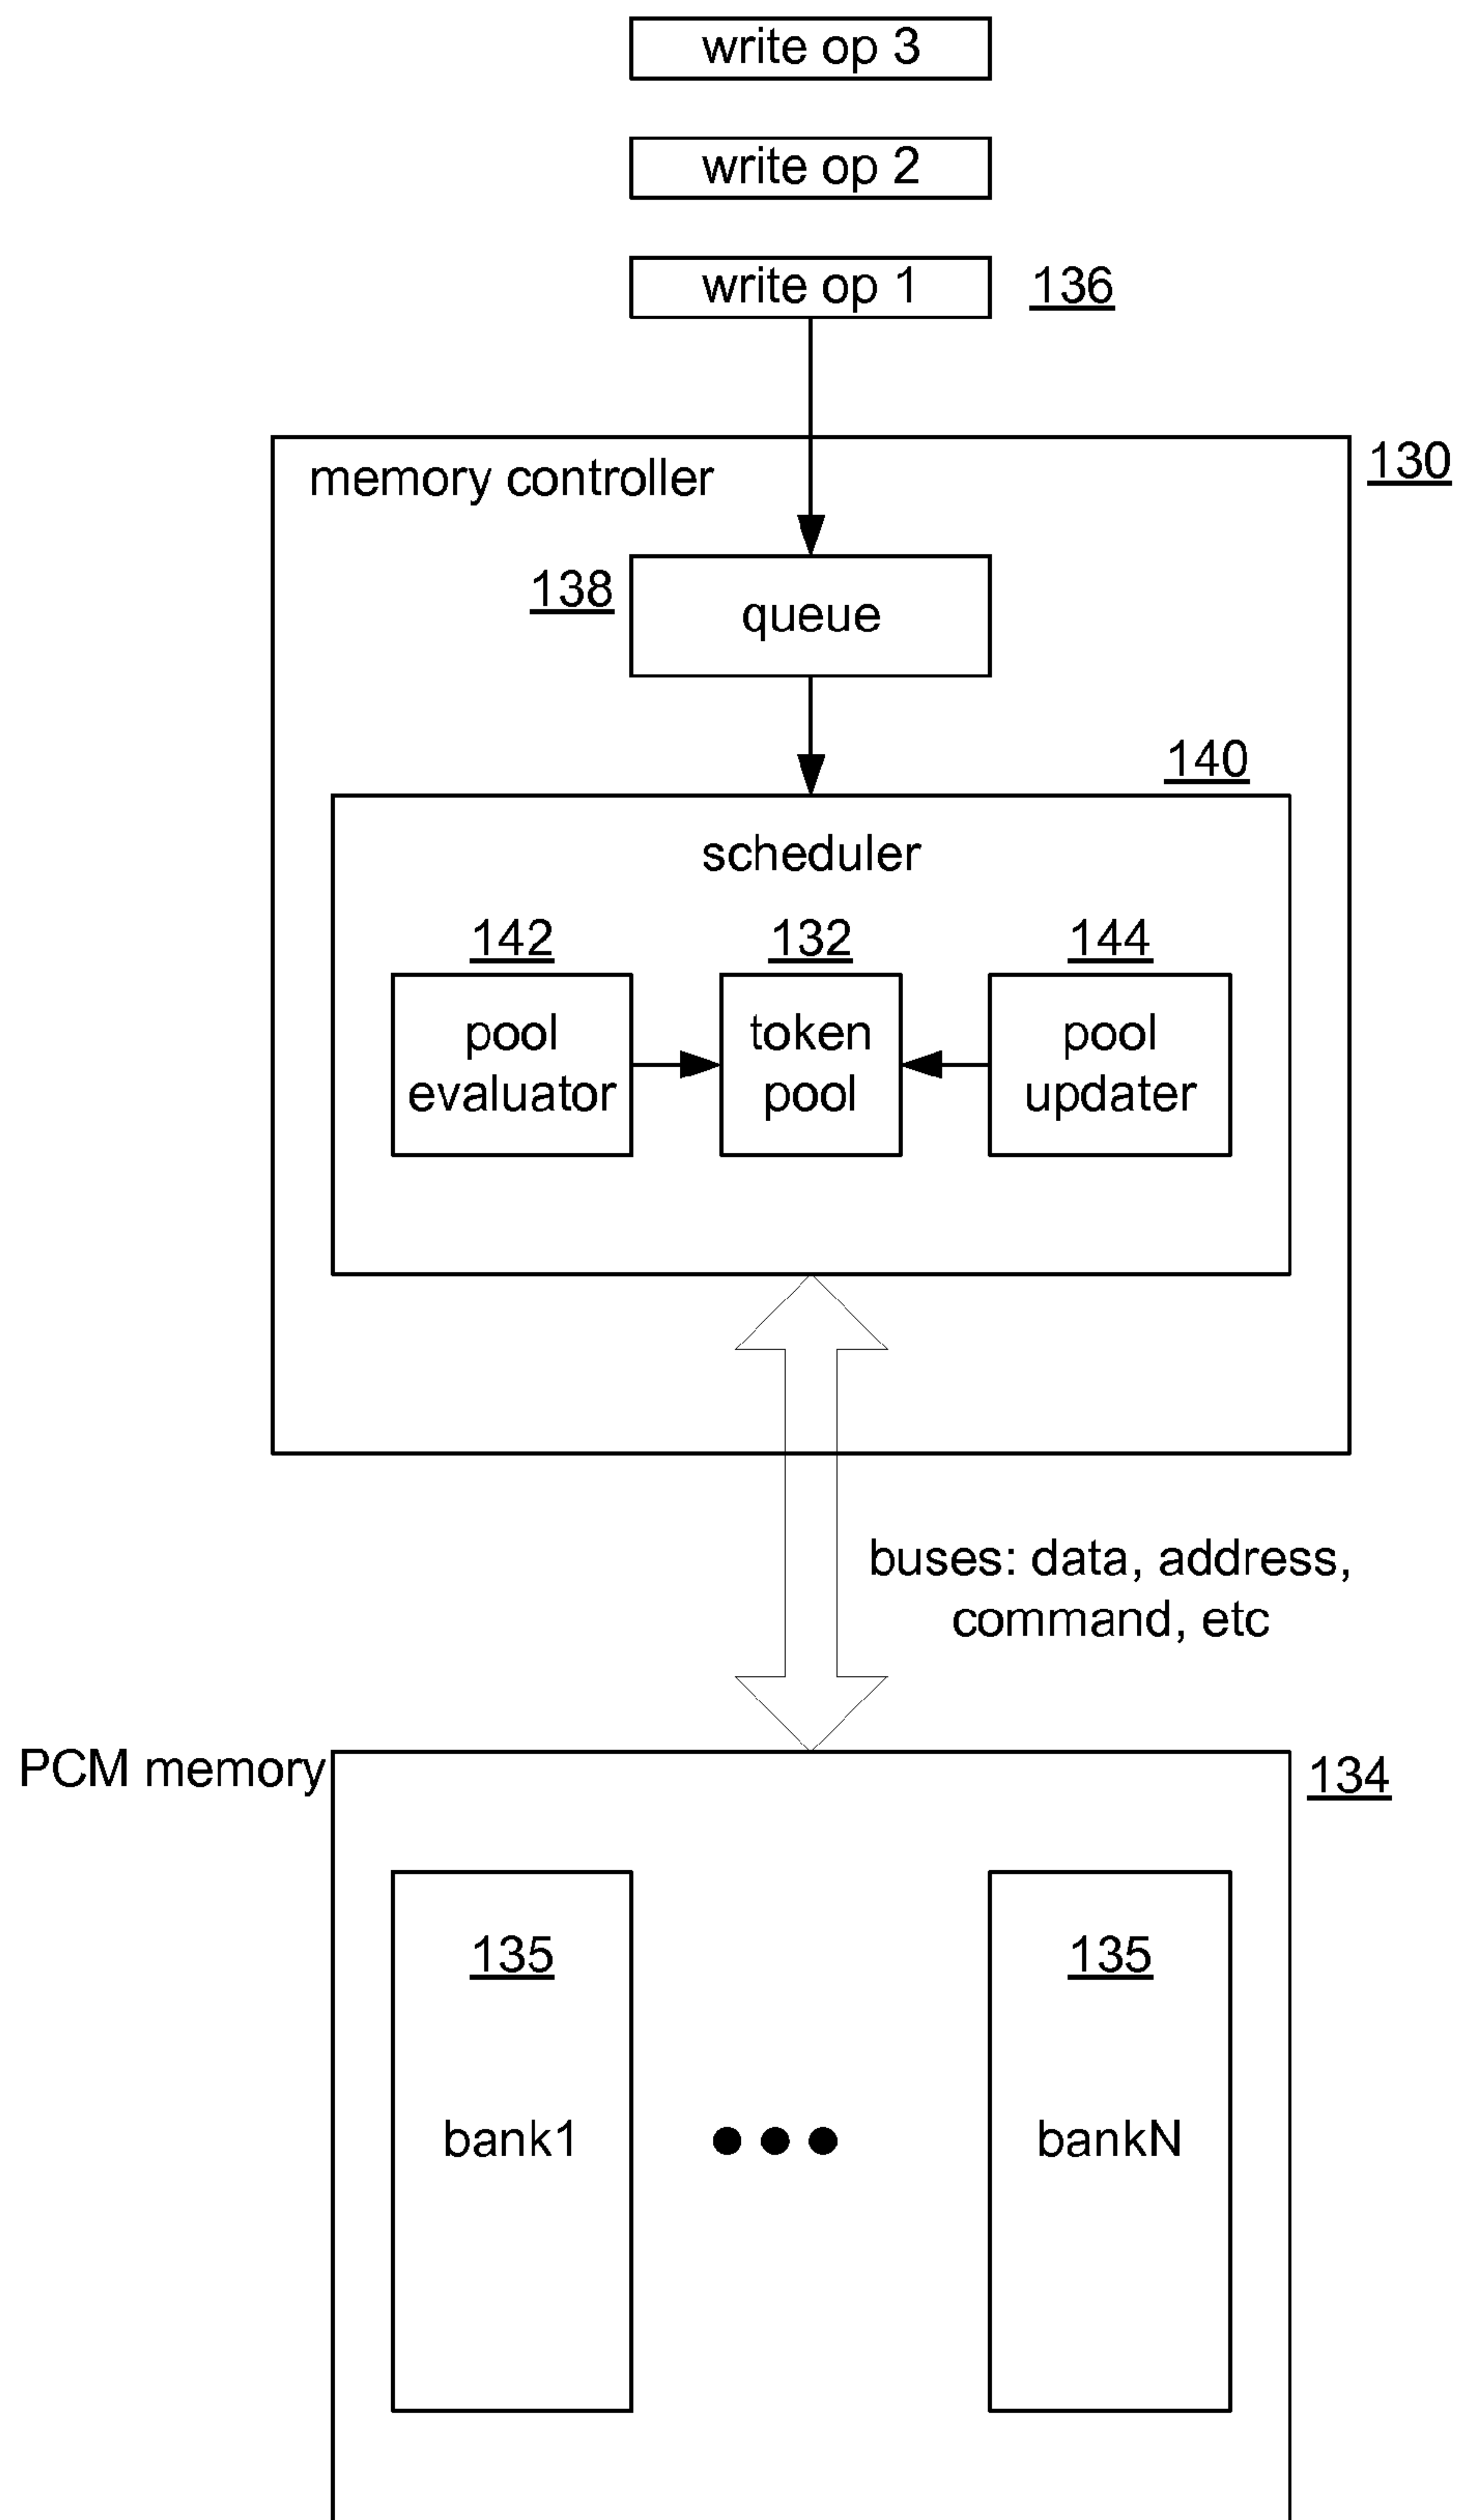 write op 3
write op 2
write op 1
136
130
memory controller
138
queue
140
scheduler
142
132
144
pool
evaluator
token
pool
pool
updater
buses: data, address,
command, etc
PCM memory
134
135
135
bank1
bankN